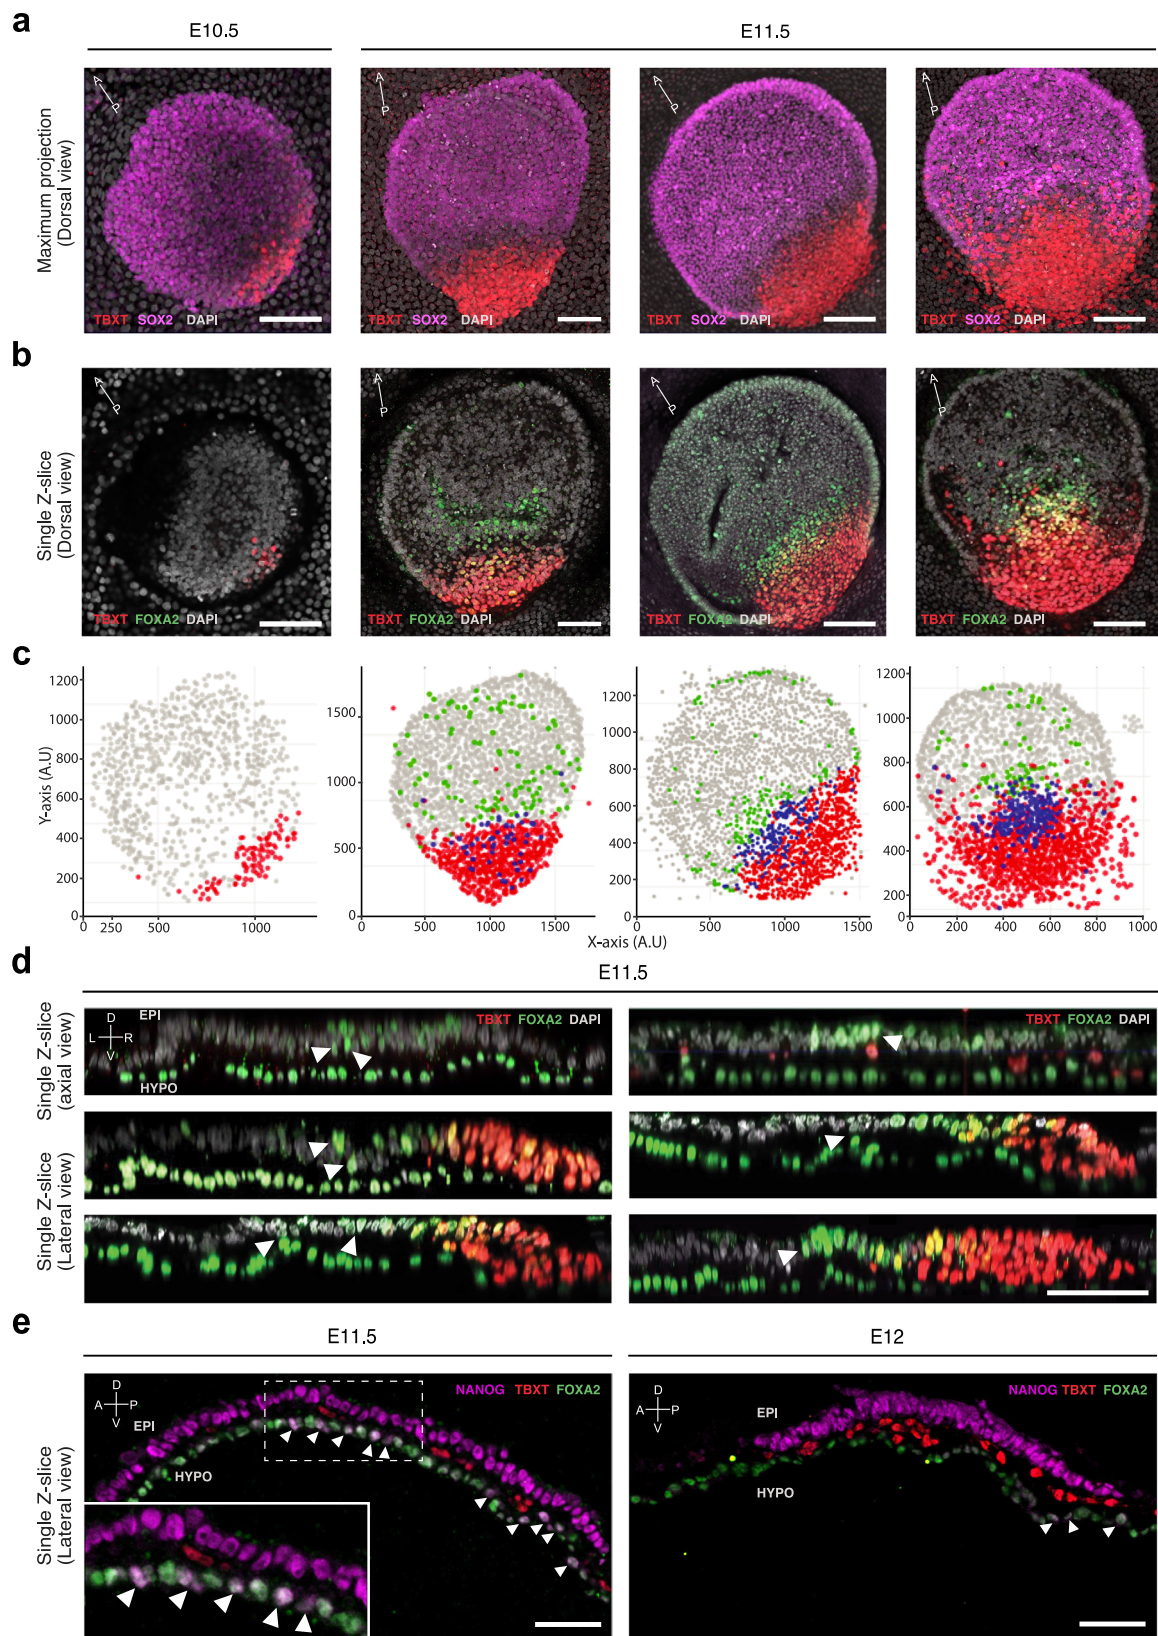 a
E10.5
E11.5
Maximum projection
(Dorsal view)
A
P
TBXT SOX2 DAPI
A
P
TBXT SOX2 DAPI
TBXT SOX2 DAPI
TBXT SOX2 DAPI
b
Single Z-slice
(Dorsal view)
A
P
TBXT FOXA2 DAPI
A
P
TBXT FOXA2 DAPI
A
P
TBXT FOXA2 DAPI
A
P
TBXT FOXA2 DAPI
c
Y-axis (A.U)
1200
1000
800
600
400
200
0
0 250 500 1000
1500
1000
500
0
0 500 1000 1500
1200
1000
800
600
400
200
0
0 500 1000 1500
1200
1000
800
600
400
200
0
0 200 400 600 800 1000
X-axis (A.U)
d
E11.5
Single Z-slice
(axial view)
D
L R
V
EPI
HYPO
TBXT FOXA2 DAPI
TBXT FOXA2 DAPI
Single Z-slice
(Lateral view)
e
E11.5
E12
Single Z-slice
(Lateral view)
D
A P
V
EPI
HYPO
NANOG TBXT FOXA2
D
A P
V
EPI
HYPO
NANOG TBXT FOXA2